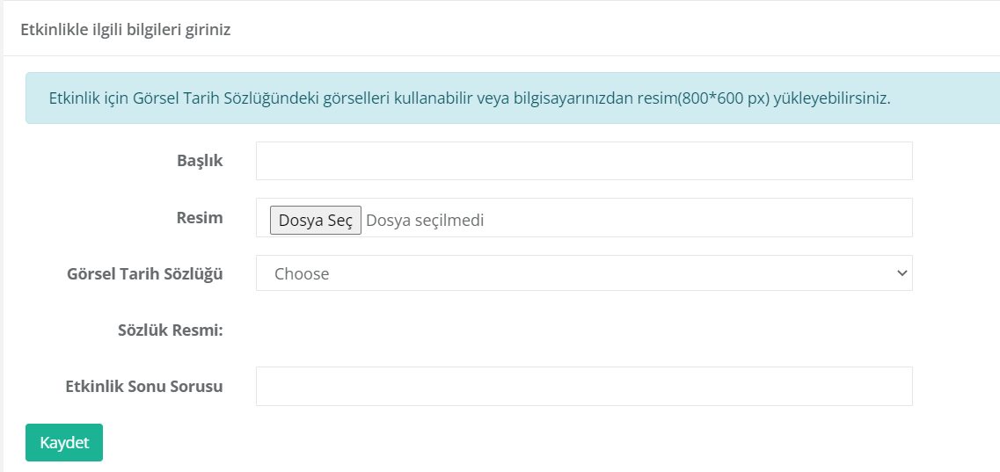 Etkinlikle ilgili bilgileri giriniz
Etkinlik için Görsel Tarih Sözlüğündeki görselleri kullanabilir veya bilgisayarınızdan resim(800*600 px) yükleyebilirsiniz.
Başlık
Resim
Dosya Seç Dosya seçilmedi
Görsel Tarih Sözlüğü
Choose
Sözlük Resmi:
Etkinlik Sonu Sorusu
Kaydet